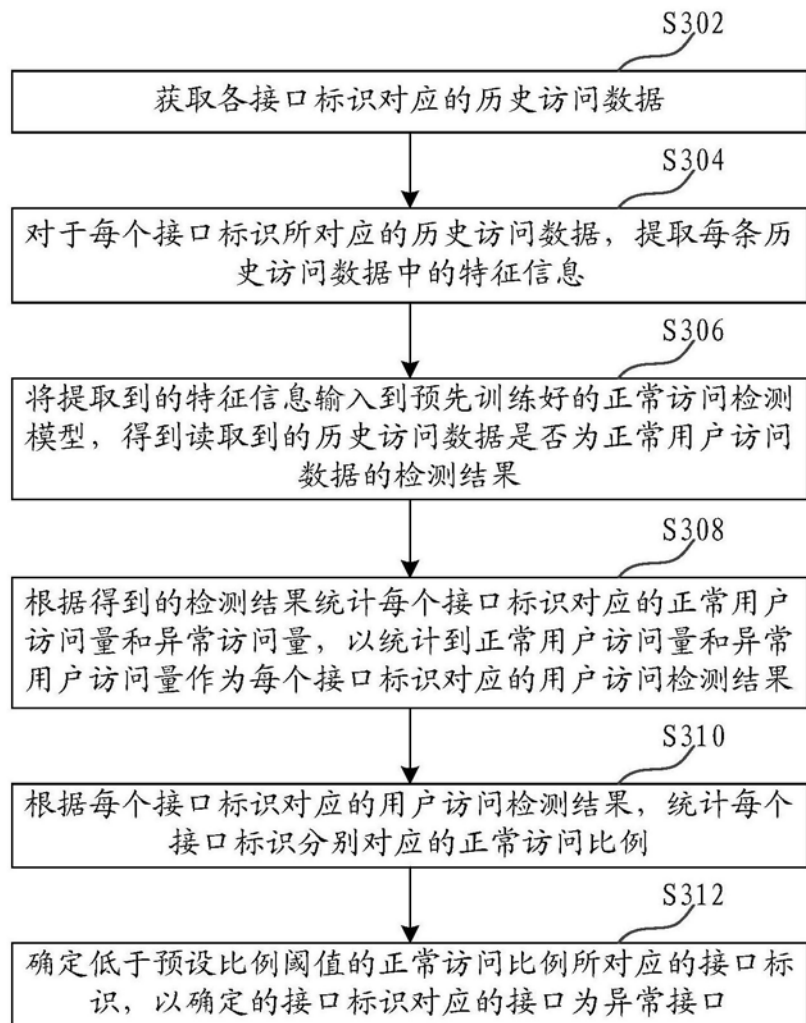 S302
获取各接口标识对应的历史访问数据
S304
对于每个接口标识所对应的历史访问数据，提取每条历
史访问数据中的特征信息
S306
将提取到的特征信息输入到预先训练好的正常访问检测
模型，得到读取到的历史访问数据是否为正常用户访问
数据的检测结果
S308
根据得到的检测结果统计每个接口标识对应的正常用户
访问量和异常访问量，以统计到正常用户访问量和异常
用户访问量作为每个接口标识对应的用户访问检测结果
S310
根据每个接口标识对应的用户访问检测结果，统计每个
接口标识分别对应的正常访问比例
S312
确定低于预设比例阈值的正常访问比例所对应的接口标
识，以确定的接口标识对应的接口为异常接口